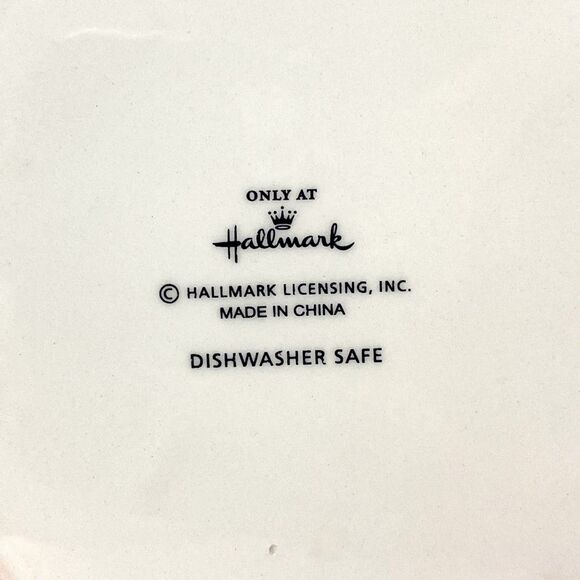 ONLY AT
Hallmark
© HALLMARK LICENSING, INC.
MADE IN CHINA
DISHWASHER SAFE